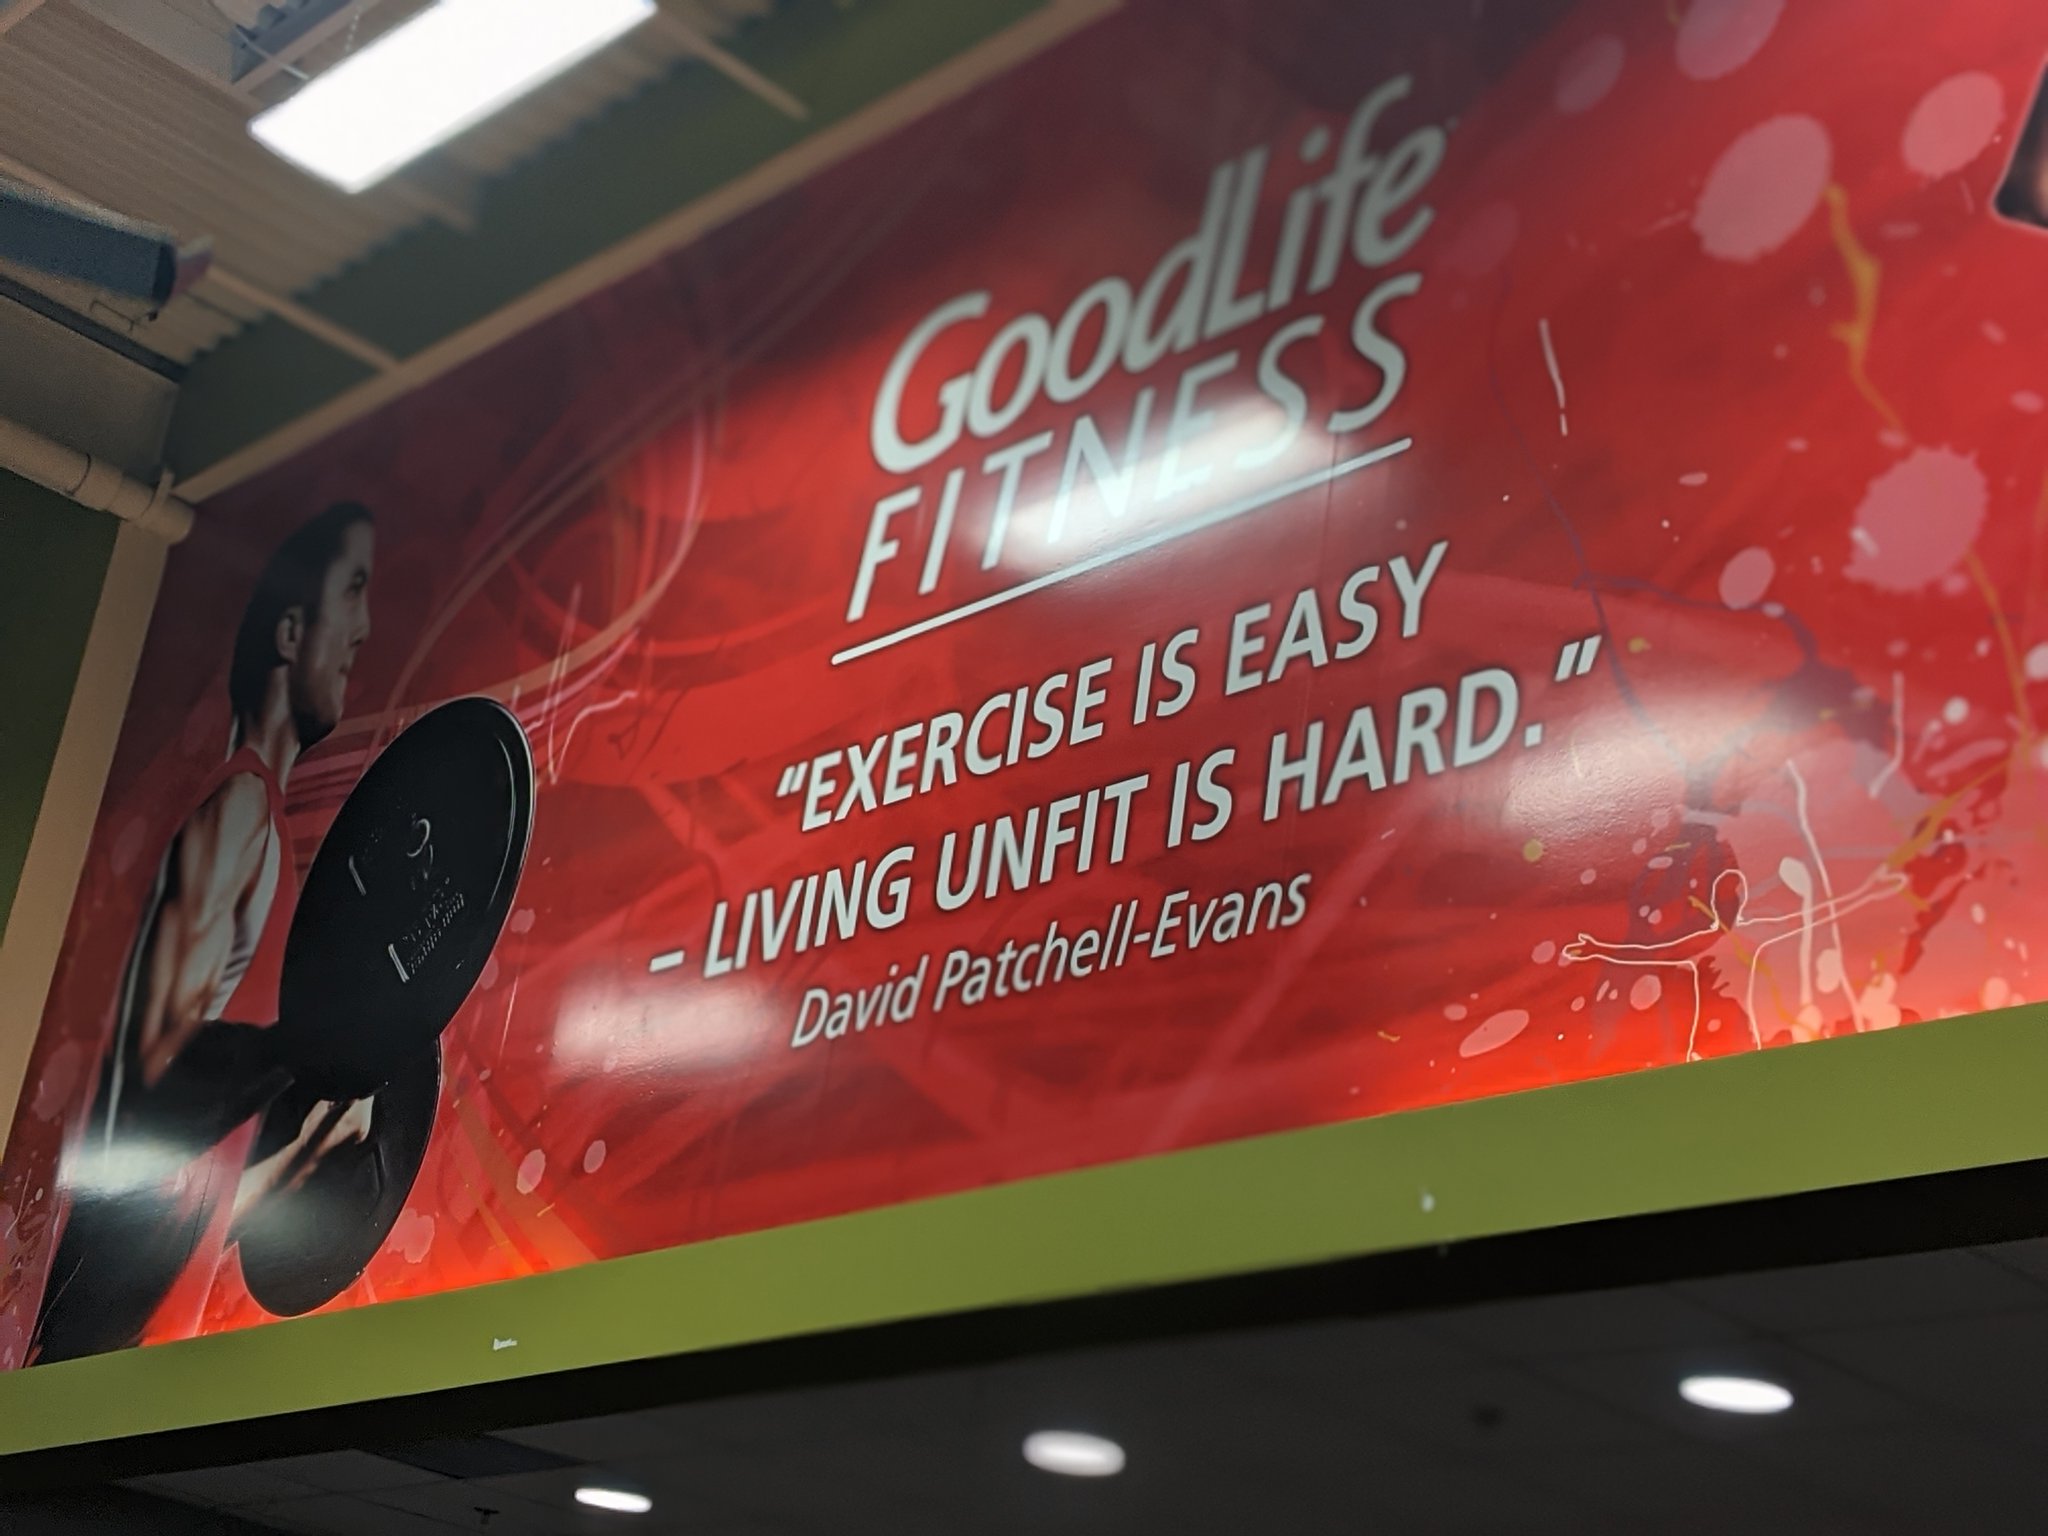 GoodLife
FITNESS
“EXERCISE IS EASY
– LIVING UNFIT IS HARD.”
David Patchell-Evans